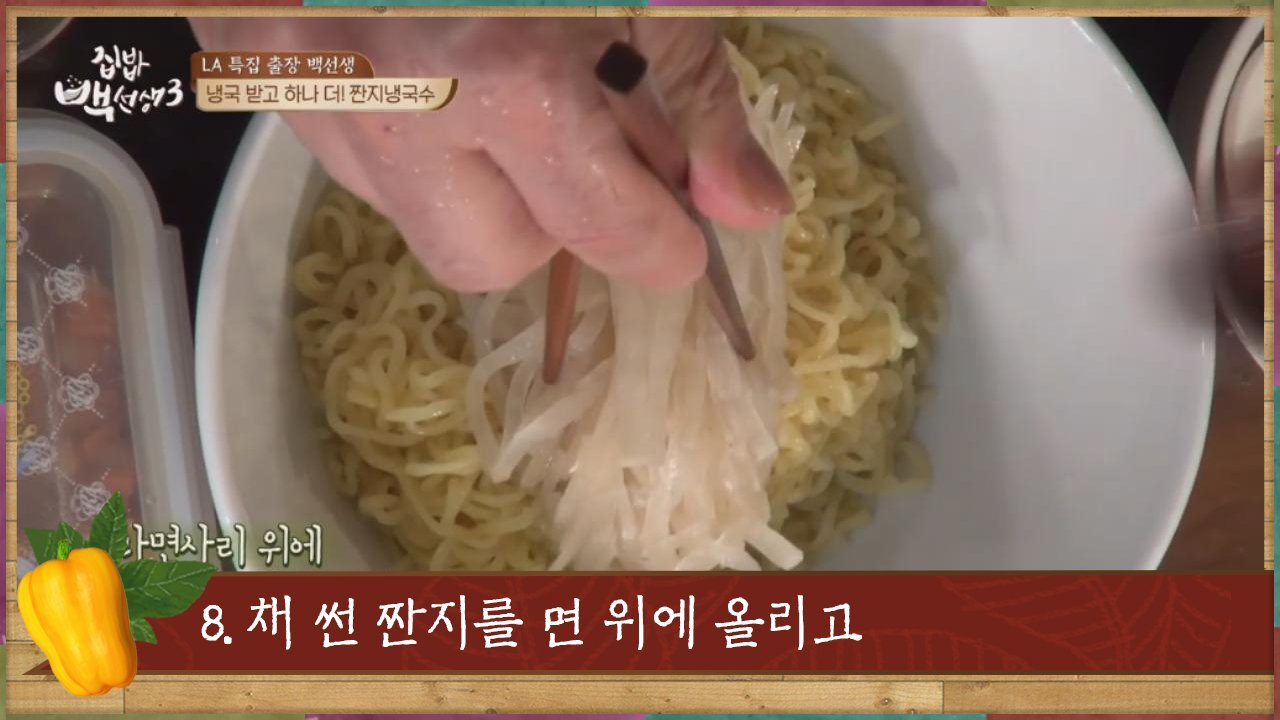 집밥
백선생3
LA 특집 출장 백선생
냉국 받고 하나 더! 짠지냉국수
라면사리 위에
8. 채 썬 짠지를 면 위에 올리고